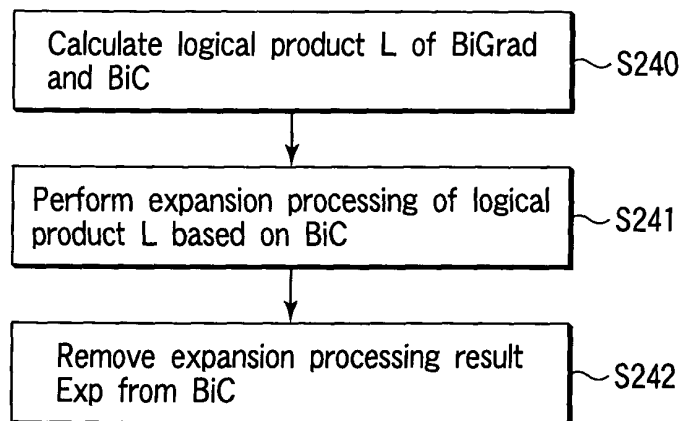 Calculate logical product L of BiGrad
and BiC
S240
Perform expansion processing of logical
product L based on BiC
S241
Remove expansion processing result
Exp from BiC
S242